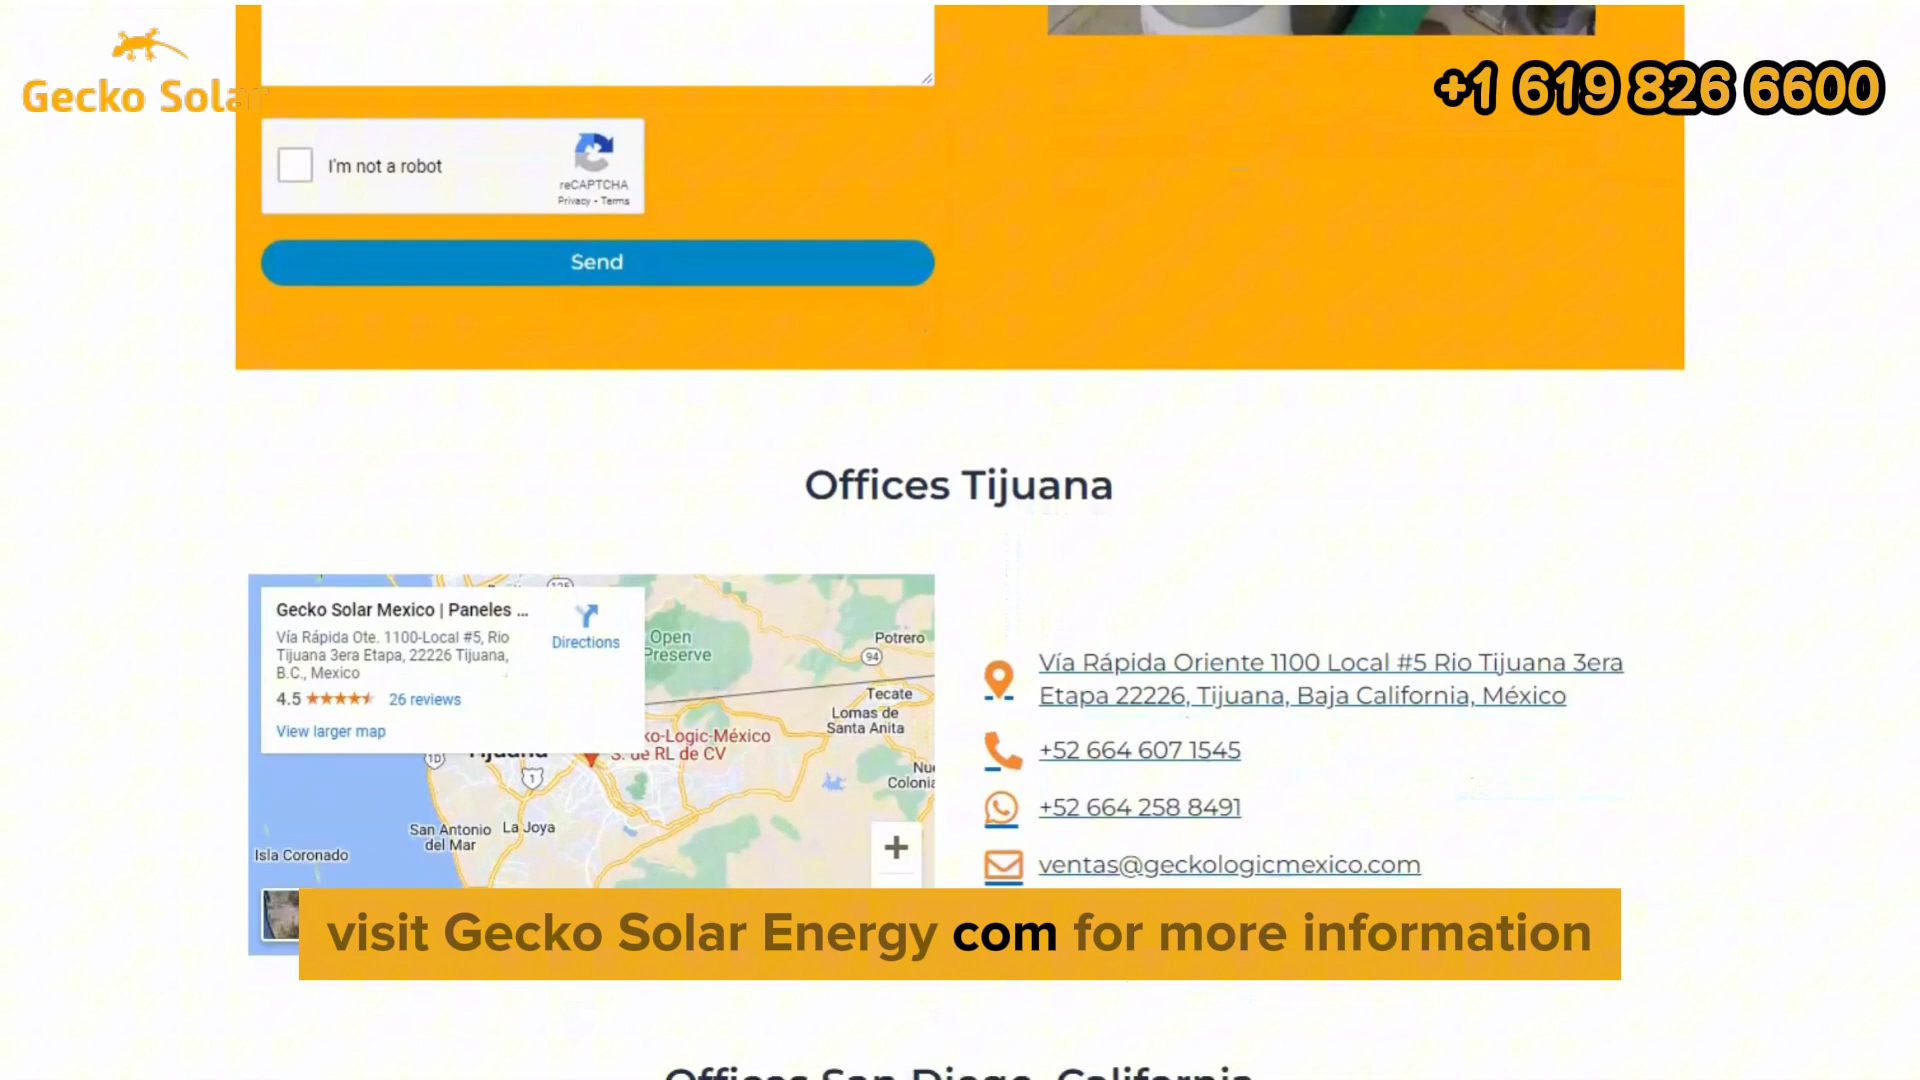 Gecko Solar
+1 619 826 6600
I'm not a robot
reCAPTCHA
Privacy - Terms
Send
Offices Tijuana
Gecko Solar Mexico | Paneles ...
Vía Rápida Ote. 1100-Local #5, Rio
Tijuana 3era Etapa, 22226 Tijuana,
B.C., Mexico
4.5
26 reviews
View larger map
Directions
Open
Preserve
Potrero
94
Tecate
Lomas de
Santa Anita
ko-Logic-México
S. de RL de CV
Tijuana
1D
1
San Antonio
del Mar
La Joya
Isla Coronado
+
Vía Rápida Oriente 1100 Local #5 Rio Tijuana 3era
Etapa 22226, Tijuana, Baja California, México
+52 664 607 1545
+52 664 258 8491
ventas@geckologicmexico.com
visit Gecko Solar Energy com for more information
Offices San Diego, California